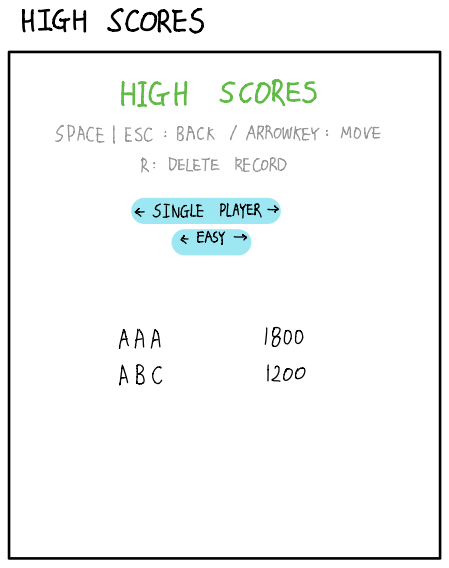 HIGH SCORES
HIGH SCORES
SPACE | ESC : BACK / ARROWKEY : MOVE
R: DELETE RECORD
← SINGLE PLAYER →
← EASY →
AAA 1800
ABC 1200